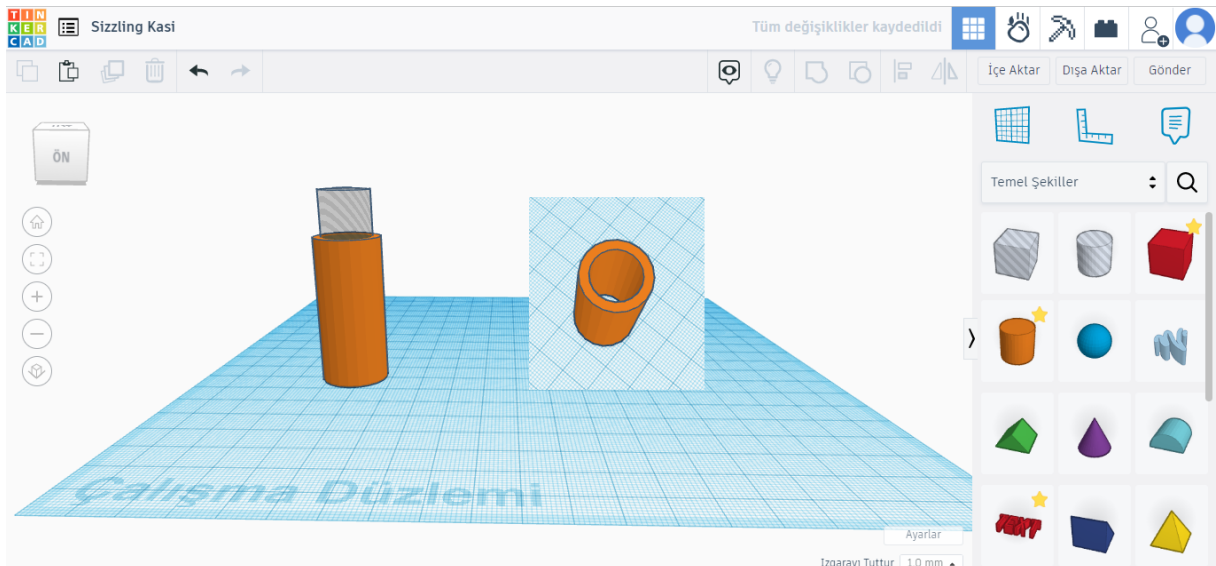 TIN
KER
CAD
Sizzling Kasi
Tüm değişiklikler kaydedildi
İçe Aktar
Dışa Aktar
Gönder
ÖN
Temel Şekiller
TEXT
Çalışma Düzlemi
Ayarlar
Izgarayı Tuttur
1.0 mm